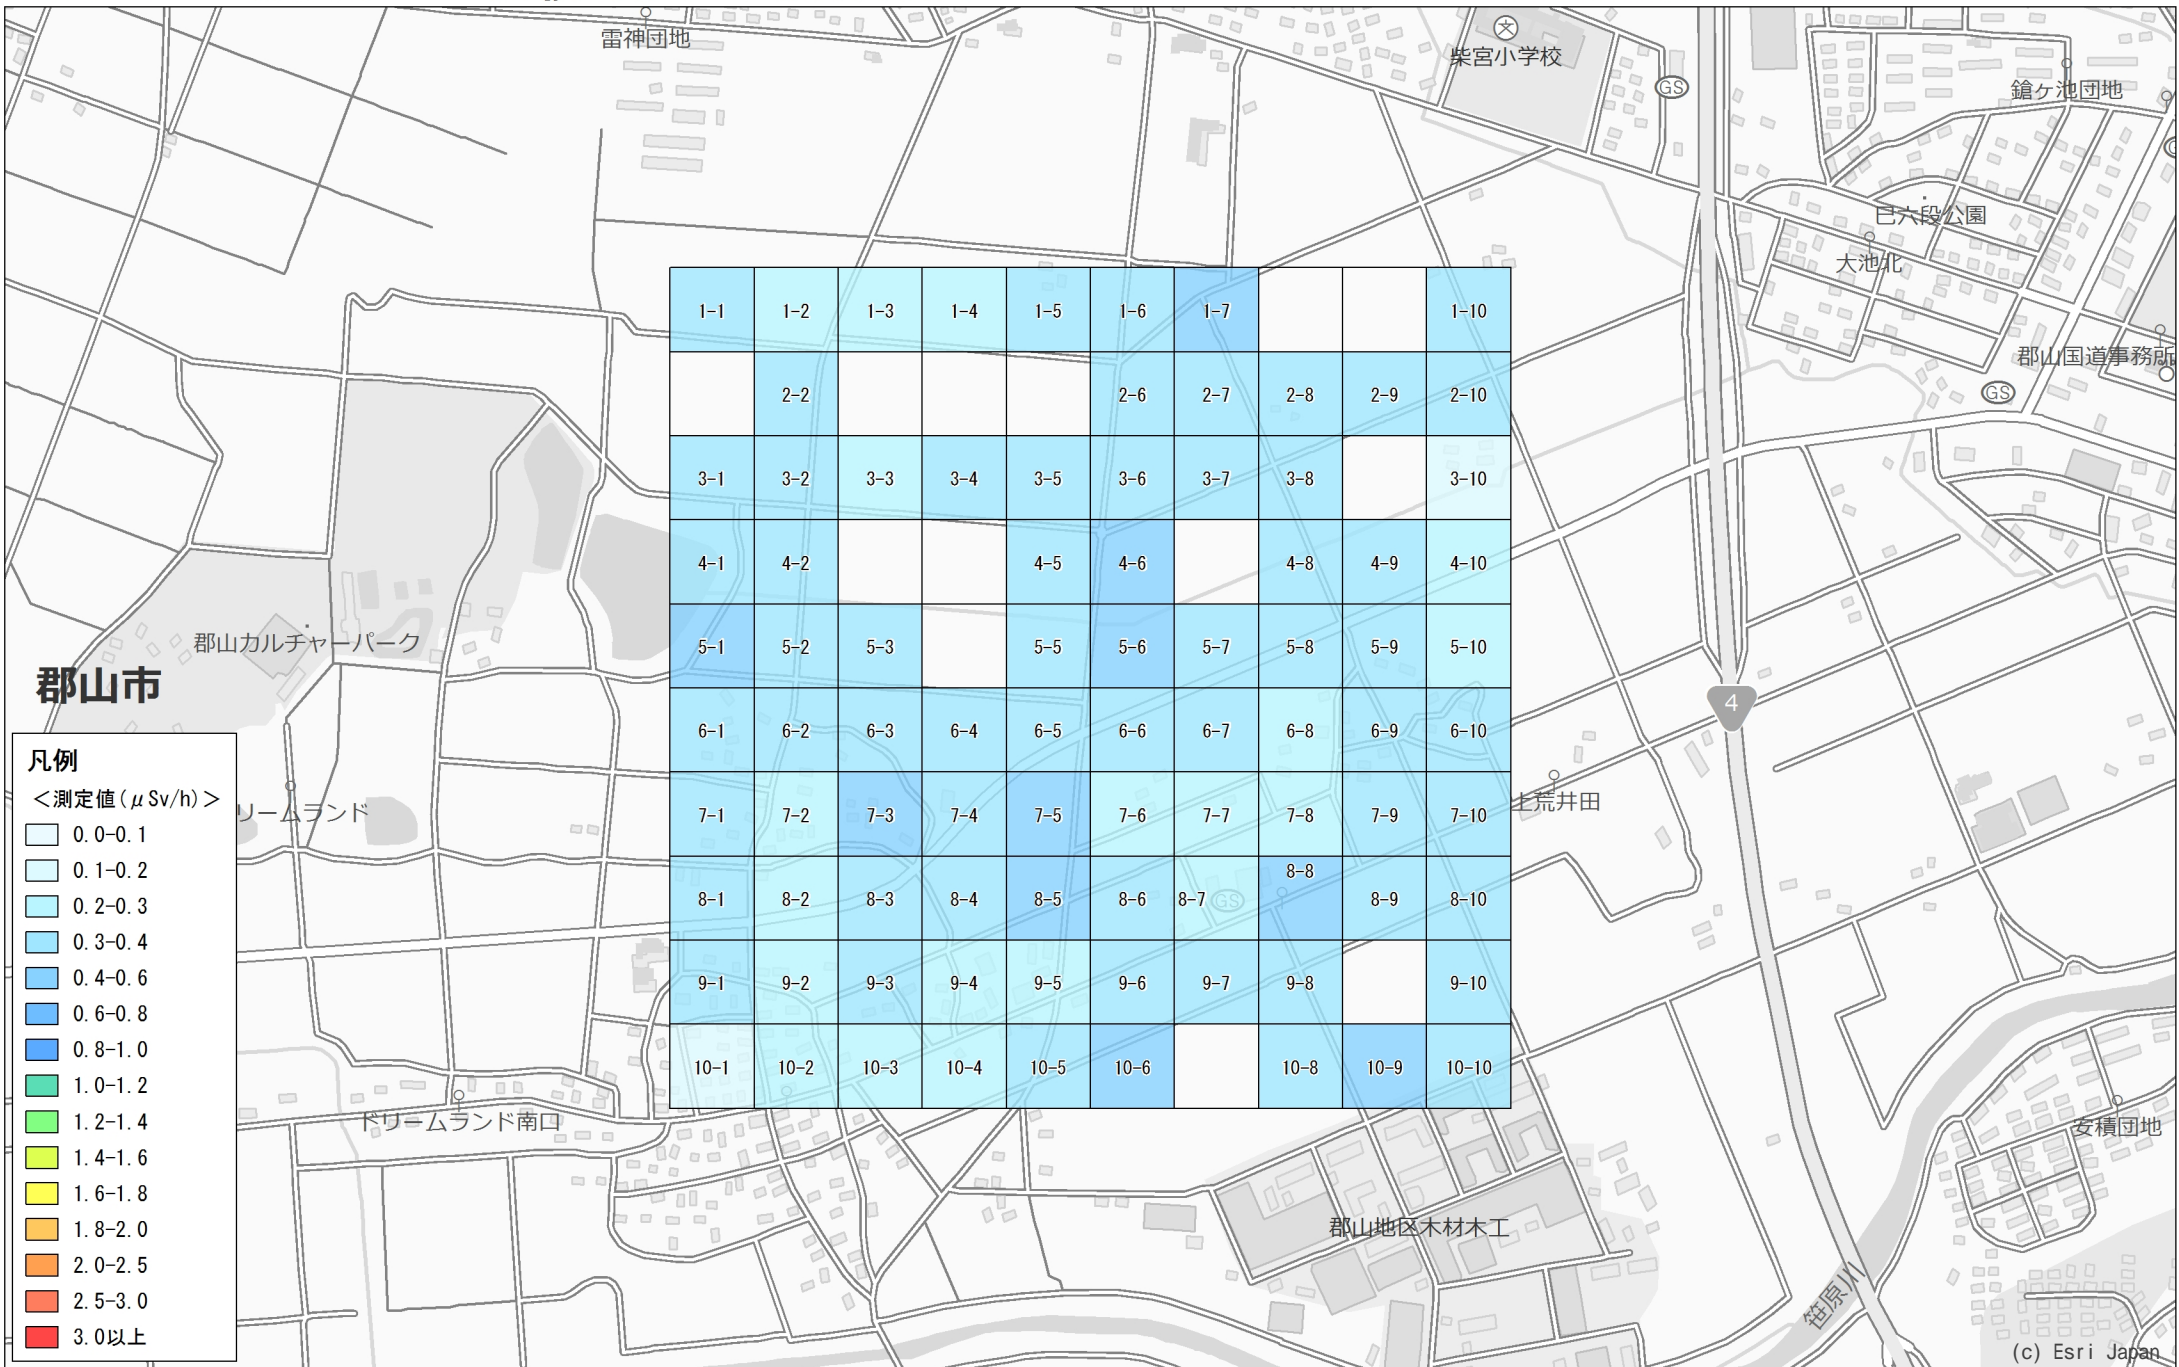 雷神団地
柴宮小学校
GS
鎗ヶ池団地
巳六段公園
大池北
郡山国道事務所
GS
1-1 1-2 1-3 1-4 1-5 1-6 1-7 1-10
2-2 2-6 2-7 2-8 2-9 2-10
3-1 3-2 3-3 3-4 3-5 3-6 3-7 3-8 3-10
4-1 4-2 4-5 4-6 4-8 4-9 4-10
5-1 5-2 5-3 5-5 5-6 5-7 5-8 5-9 5-10
6-1 6-2 6-3 6-4 6-5 6-6 6-7 6-8 6-9 6-10
7-1 7-2 7-3 7-4 7-5 7-6 7-7 7-8 7-9 7-10
8-1 8-2 8-3 8-4 8-5 8-6 8-7 GS 8-8 8-9 8-10
9-1 9-2 9-3 9-4 9-5 9-6 9-7 9-8 9-10
10-1 10-2 10-3 10-4 10-5 10-6 10-8 10-9 10-10
郡山カルチャーパーク
郡山市
4
上荒井田
リームランド
ドリームランド南口
安積団地
郡山地区木材木工
笹原川
凡例
<測定値(μSv/h)>
0.0-0.1
0.1-0.2
0.2-0.3
0.3-0.4
0.4-0.6
0.6-0.8
0.8-1.0
1.0-1.2
1.2-1.4
1.4-1.6
1.6-1.8
1.8-2.0
2.0-2.5
2.5-3.0
3.0以上
(c) Esri Japan